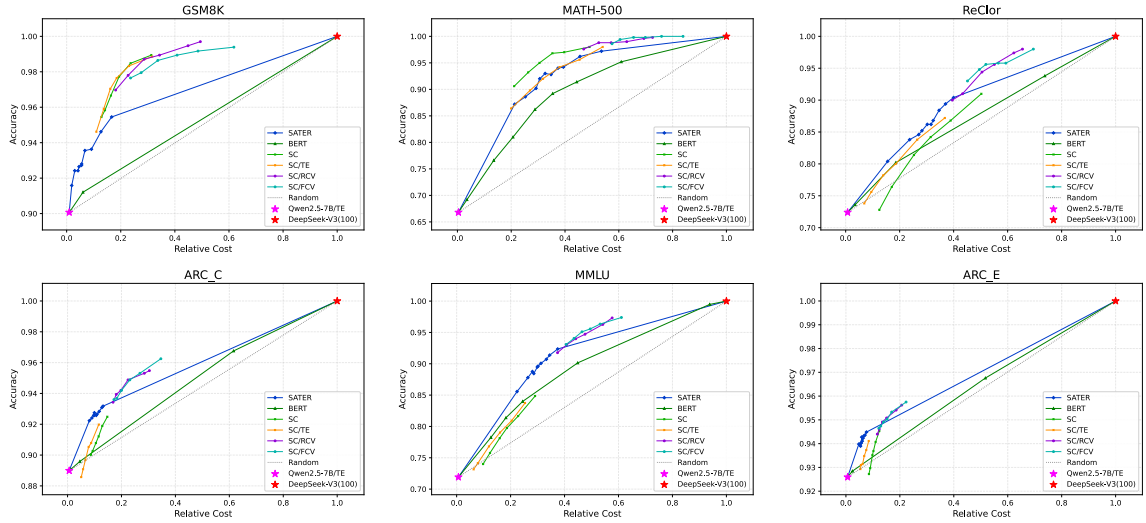 GSM8K
1.00
0.98
0.96
0.94
0.92
0.90
Accuracy
0.0
0.2
0.4
0.6
0.8
1.0
Relative Cost
SATER
BERT
SC
SC/TE
SC/RCV
SC/FCV
Random
Qwen2.5-7B/TE
DeepSeek-V3(100)
MATH-500
1.00
0.95
0.90
0.85
0.80
0.75
0.70
0.65
Accuracy
0.0
0.2
0.4
0.6
0.8
1.0
Relative Cost
SATER
BERT
SC
SC/TE
SC/RCV
SC/FCV
Random
Qwen2.5-7B/TE
DeepSeek-V3(100)
ReClor
1.00
0.95
0.90
0.85
0.80
0.75
0.70
Accuracy
0.0
0.2
0.4
0.6
0.8
1.0
Relative Cost
SATER
BERT
SC
SC/TE
SC/RCV
SC/FCV
Random
Qwen2.5-7B/TE
DeepSeek-V3(100)
ARC_C
1.00
0.98
0.96
0.94
0.92
0.90
0.88
Accuracy
0.0
0.2
0.4
0.6
0.8
1.0
Relative Cost
SATER
BERT
SC
SC/TE
SC/RCV
SC/FCV
Random
Qwen2.5-7B/TE
DeepSeek-V3(100)
MMLU
1.00
0.95
0.90
0.85
0.80
0.75
0.70
Accuracy
0.0
0.2
0.4
0.6
0.8
1.0
Relative Cost
SATER
BERT
SC
SC/TE
SC/RCV
SC/FCV
Random
Qwen2.5-7B/TE
DeepSeek-V3(100)
ARC_E
1.00
0.99
0.98
0.97
0.96
0.95
0.94
0.93
0.92
Accuracy
0.0
0.2
0.4
0.6
0.8
1.0
Relative Cost
SATER
BERT
SC
SC/TE
SC/RCV
SC/FCV
Random
Qwen2.5-7B/TE
DeepSeek-V3(100)